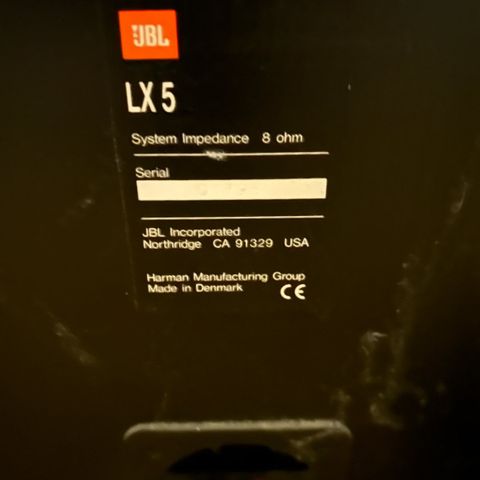 JBL
LX 5
System Impedance 8 ohm
Serial
JBL Incorporated
Northridge CA 91329 USA
Harman Manufacturing Group
Made in Denmark
CE